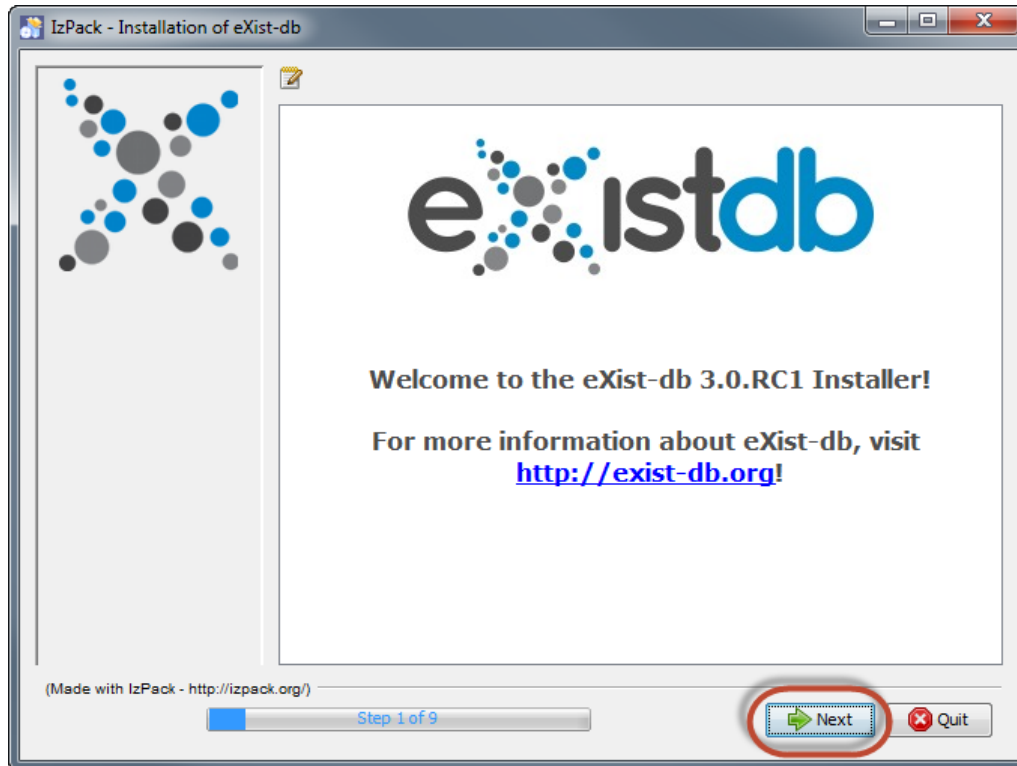 IzPack - Installation of eXist-db
eXistdb
Welcome to the eXist-db 3.0.RC1 Installer!
For more information about eXist-db, visit
http://exist-db.org!
(Made with IzPack - http://izpack.org/)
Step 1 of 9
Next
Quit